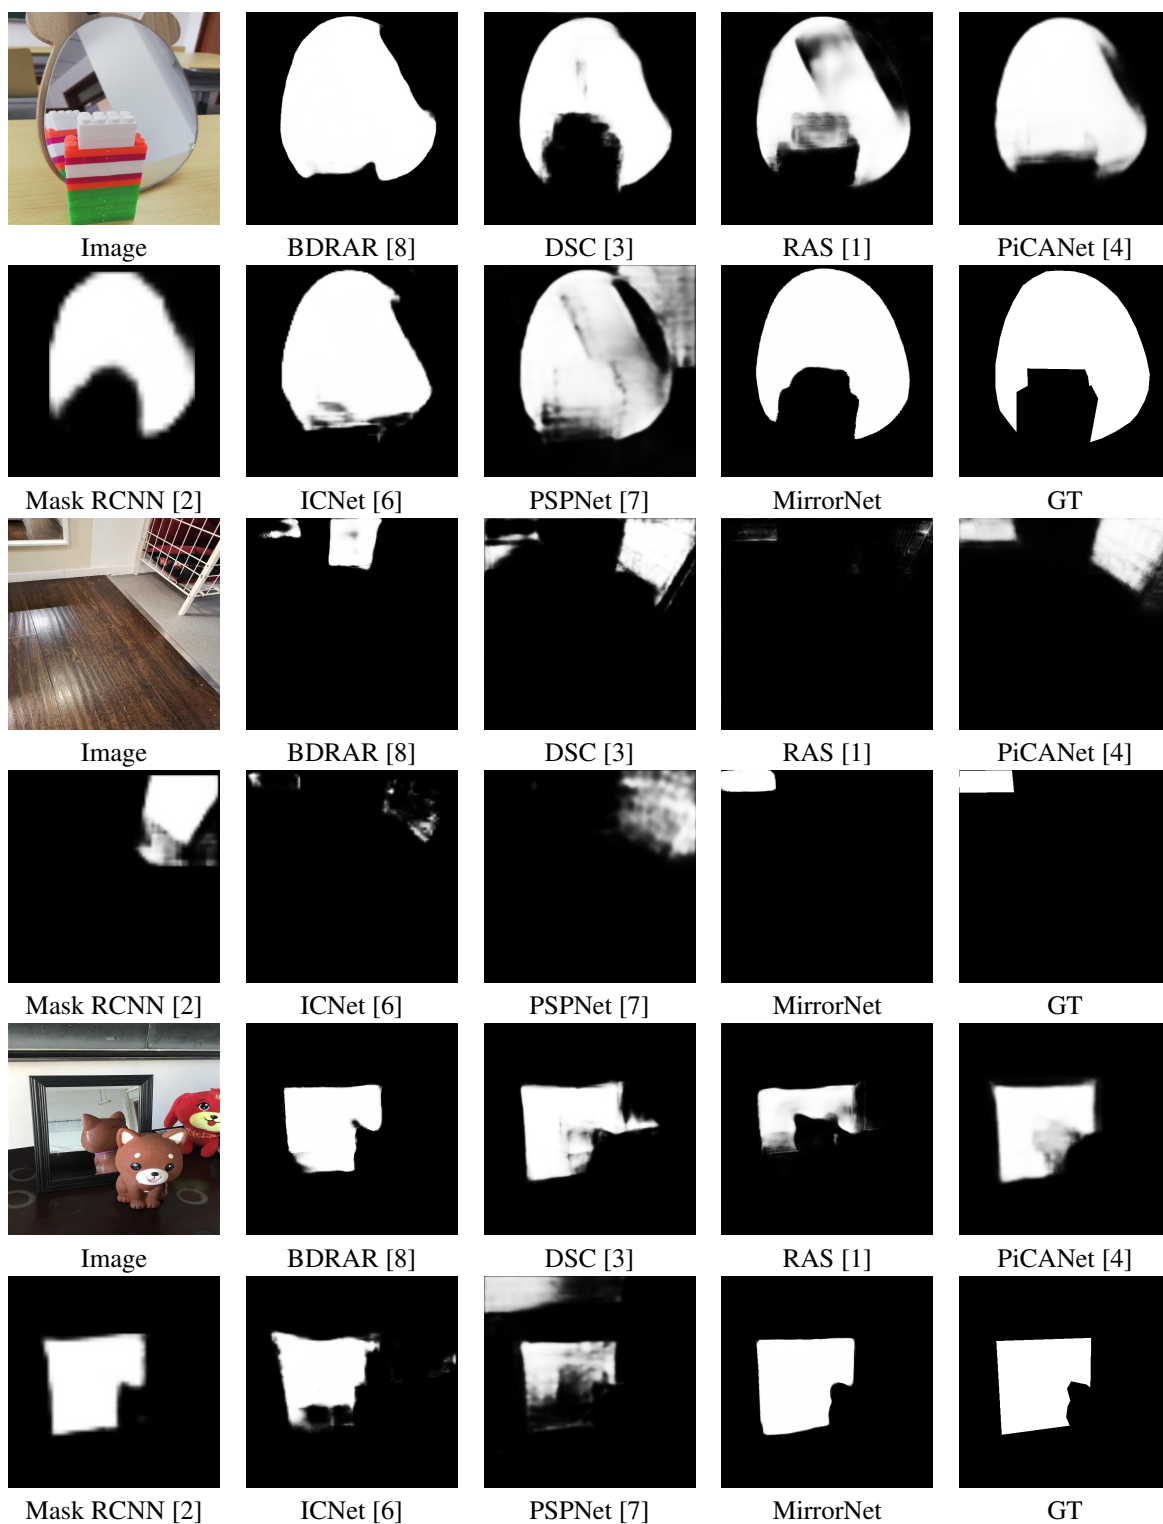 Image BDRAR [8] DSC [3] RAS [1] PiCANet [4]
Mask RCNN [2] ICNet [6] PSPNet [7] MirrorNet GT
Image BDRAR [8] DSC [3] RAS [1] PiCANet [4]
Mask RCNN [2] ICNet [6] PSPNet [7] MirrorNet GT
Image BDRAR [8] DSC [3] RAS [1] PiCANet [4]
Mask RCNN [2] ICNet [6] PSPNet [7] MirrorNet GT